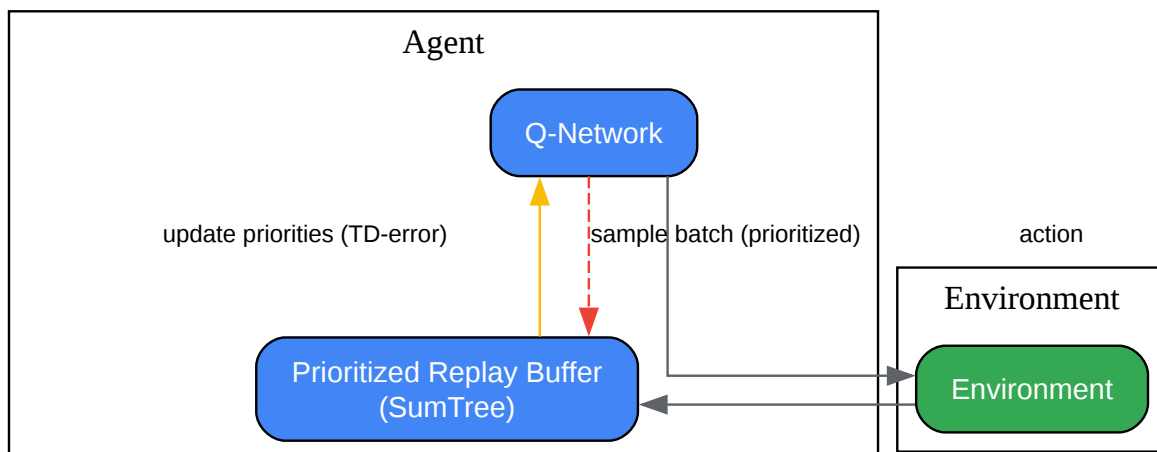 Agent
Q-Network
update priorities (TD-error)
sample batch (prioritized)
action
Environment
Prioritized Replay Buffer
(SumTree)
Environment